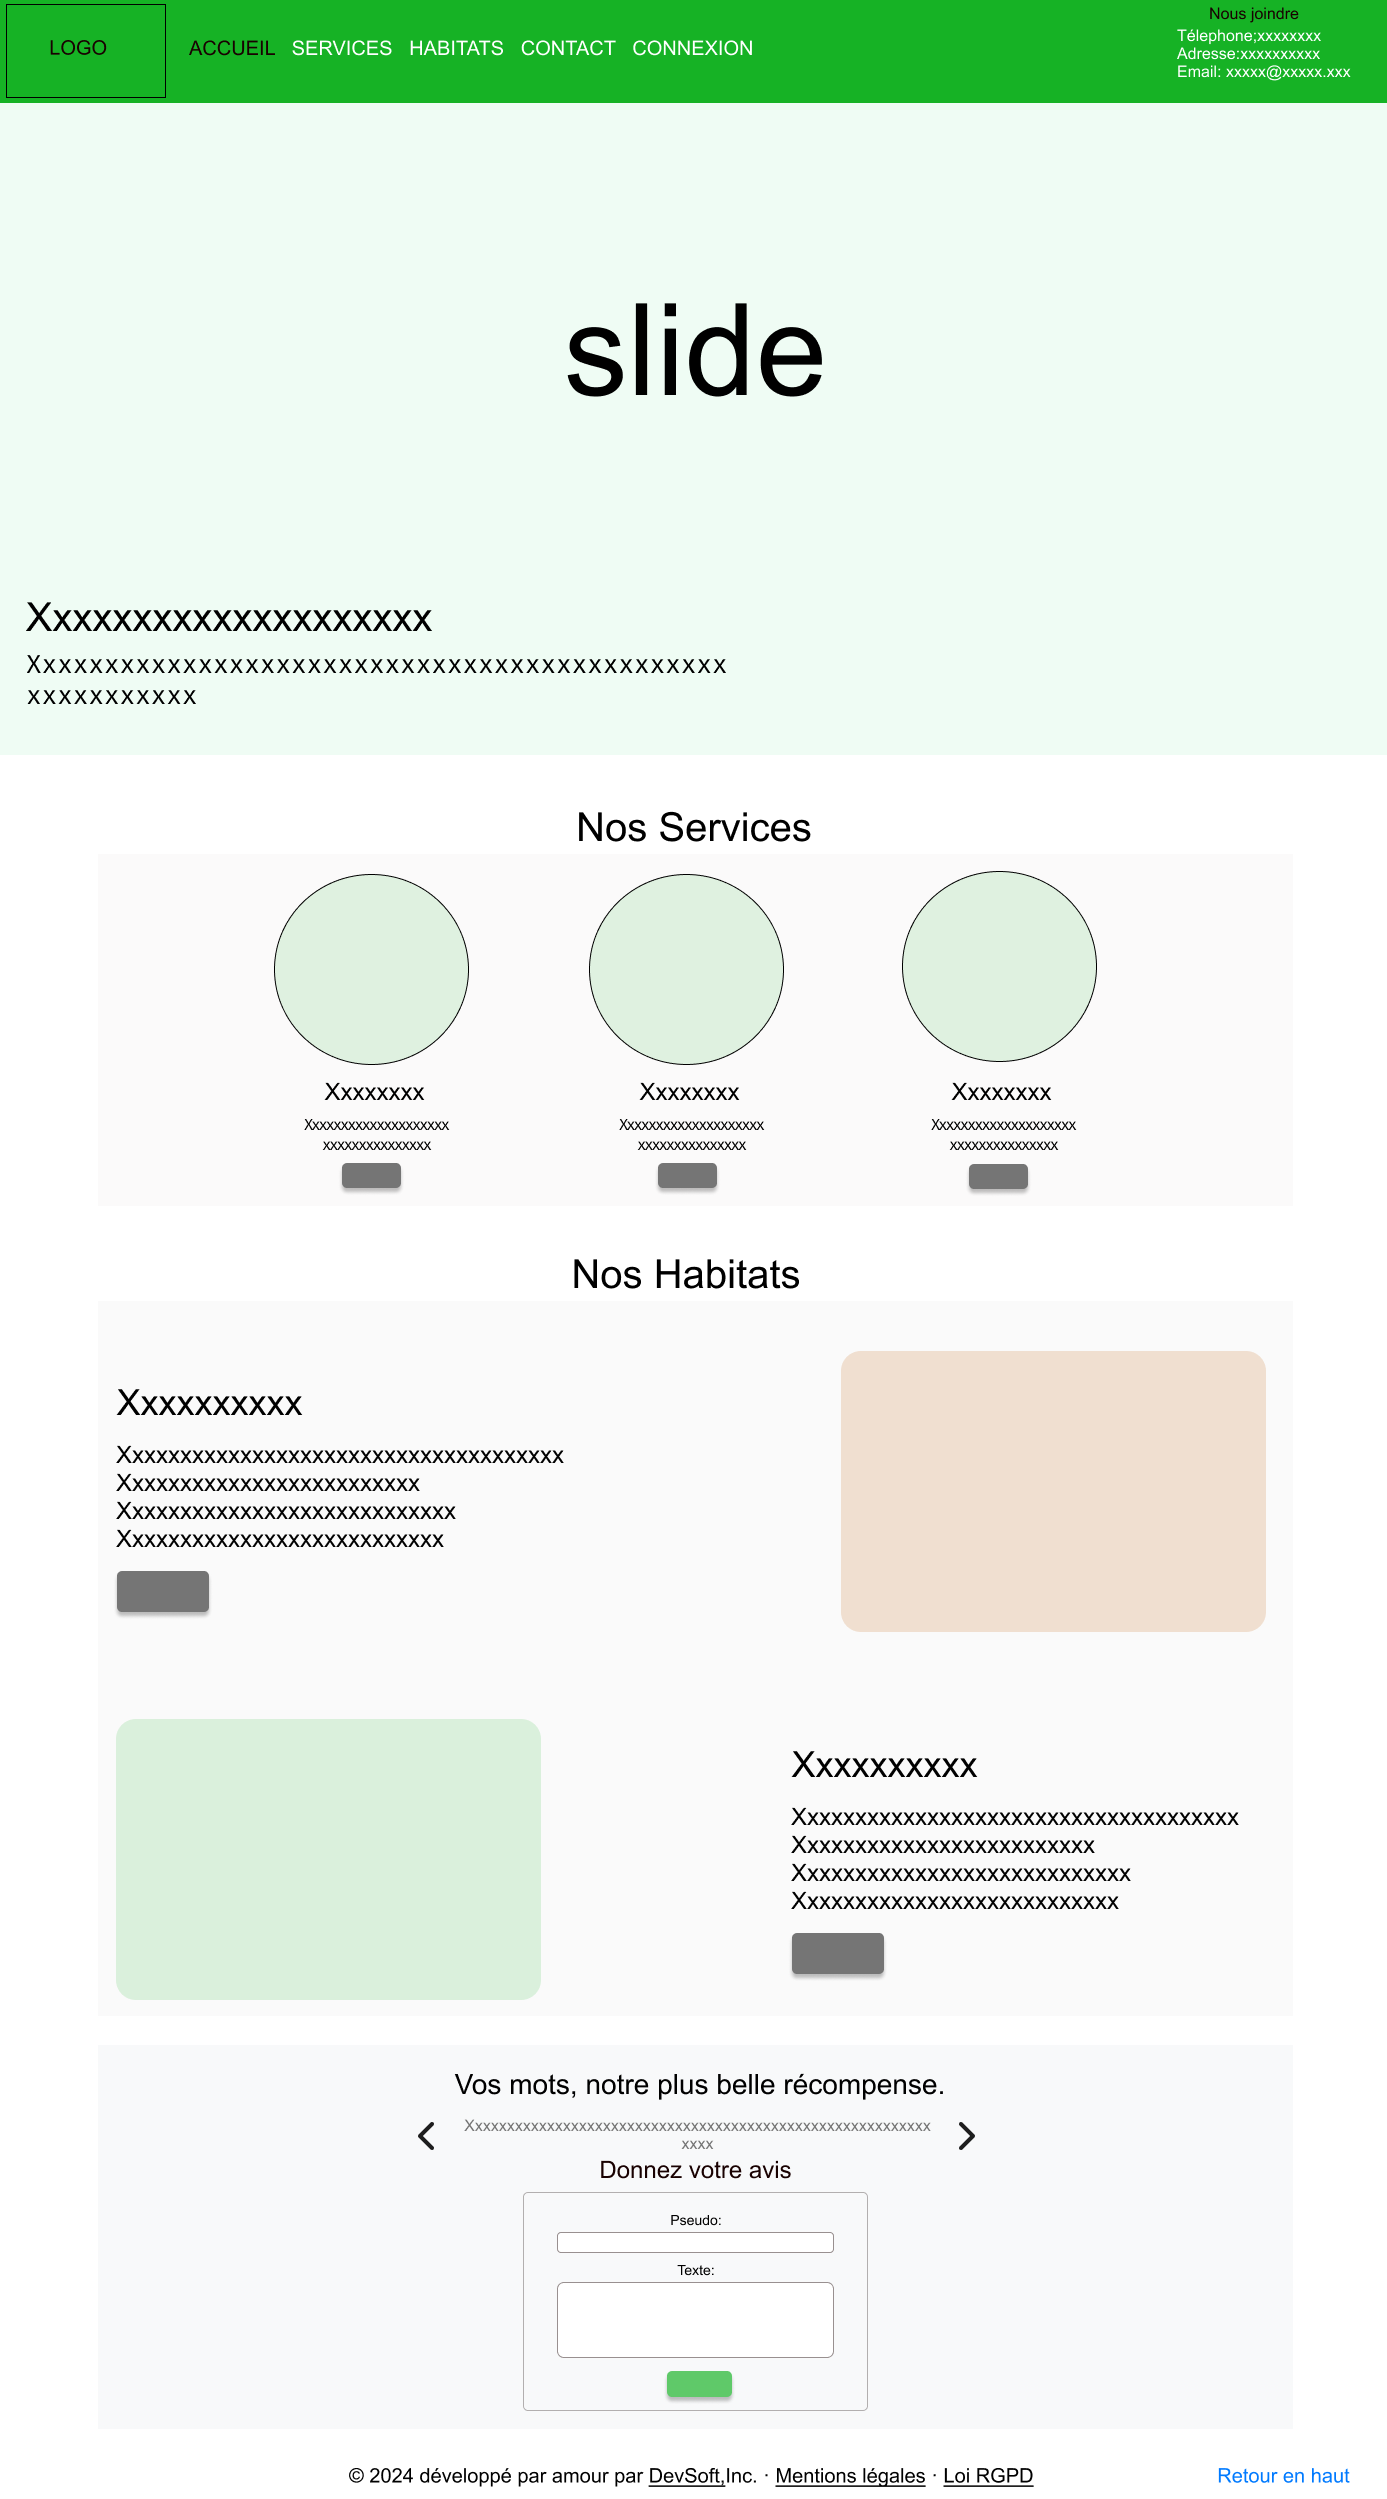 LOGO
ACCUEIL SERVICES HABITATS CONTACT CONNEXION
Nous joindre
Télephone;xxxxxxxx
Adresse:xxxxxxxxxx
Email: xxxxx@xxxxx.xxx
slide
Xxxxxxxxxxxxxxxxxxxx
Xxxxxxxxxxxxxxxxxxxxxxxxxxxxxxxxxxxxxxxxxxxxx
xxxxxxxxxxx
Nos Services
Xxxxxxxx
Xxxxxxxxxxxxxxxxxxxx
xxxxxxxxxxxxxxx
Xxxxxxxx
Xxxxxxxxxxxxxxxxxxxx
xxxxxxxxxxxxxxx
Xxxxxxxx
Xxxxxxxxxxxxxxxxxxxx
xxxxxxxxxxxxxxx
Nos Habitats
Xxxxxxxxxx
Xxxxxxxxxxxxxxxxxxxxxxxxxxxxxxxxxxxxx
Xxxxxxxxxxxxxxxxxxxxxxxxx
Xxxxxxxxxxxxxxxxxxxxxxxxxxxx
Xxxxxxxxxxxxxxxxxxxxxxxxxxx
Xxxxxxxxxx
Xxxxxxxxxxxxxxxxxxxxxxxxxxxxxxxxxxxxx
Xxxxxxxxxxxxxxxxxxxxxxxxx
Xxxxxxxxxxxxxxxxxxxxxxxxxxxx
Xxxxxxxxxxxxxxxxxxxxxxxxxxx
Vos mots, notre plus belle récompense.
Xxxxxxxxxxxxxxxxxxxxxxxxxxxxxxxxxxxxxxxxxxxxxxxxxxxxxxxxxx
xxxx
Donnez votre avis
Pseudo:
Texte:
© 2024 développé par amour par DevSoft,Inc. · Mentions légales · Loi RGPD
Retour en haut